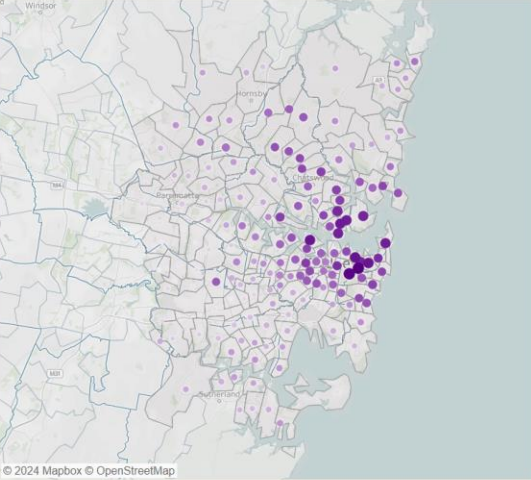 Windsor
Hornsby
Chatswood
Parramatta
Sutherland
© 2024 Mapbox © OpenStreetMap